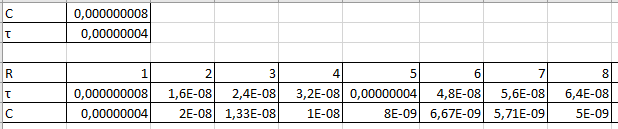 C 0,000000008
τ 0,00000004
R 1 2 3 4 5 6 7 8
τ 0,000000008 1,6E-08 2,4E-08 3,2E-08 0,00000004 4,8E-08 5,6E-08 6,4E-08
C 0,00000004 2E-08 1,33E-08 1E-08 8E-09 6,67E-09 5,71E-09 5E-09